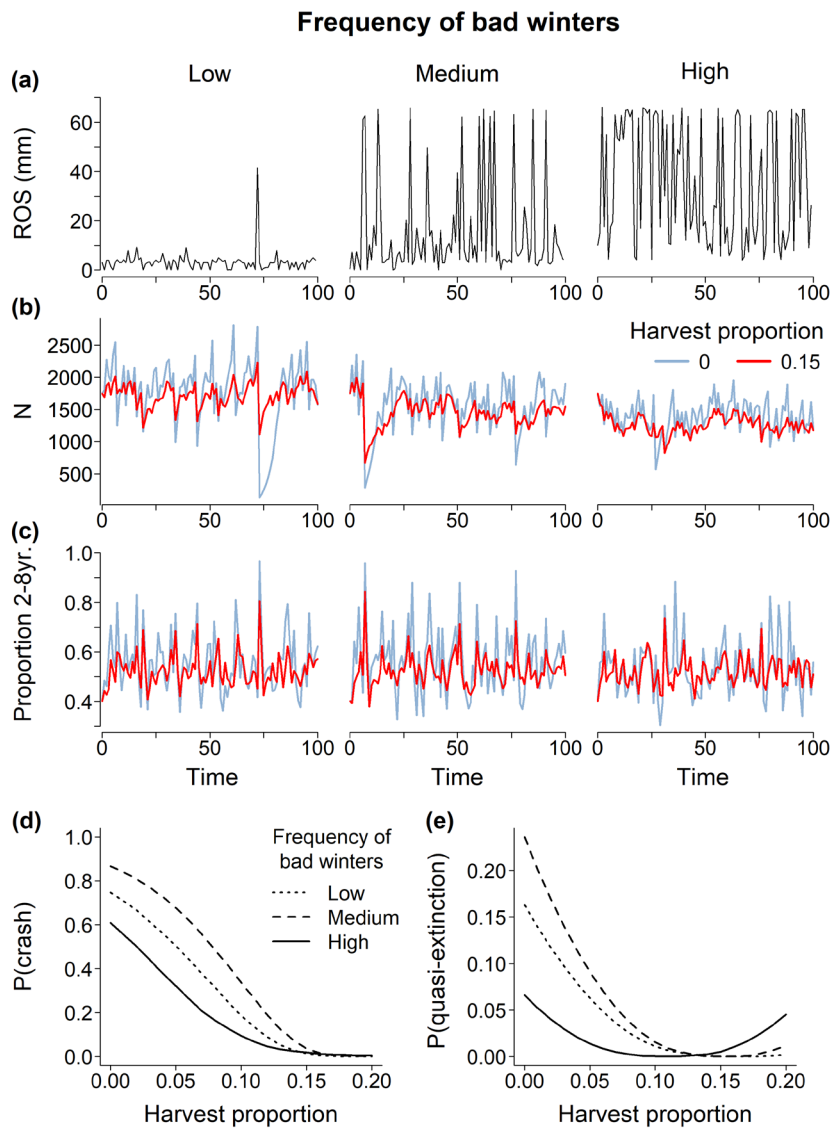 Frequency of bad winters
Low Medium High
(a)
ROS (mm)
60
40
20
0
0 50 100 0 50 100 0 50 100
(b)
Harvest proportion
0 0.15
N
2500
2000
1500
1000
500
0 50 100 0 50 100 0 50 100
(c)
Proportion 2-8yr.
1.0
0.8
0.6
0.4
0 50 100 0 50 100 0 50 100
Time Time Time
(d)
P(crash)
1.0
0.8
0.6
0.4
0.2
0.0
Frequency of
bad winters
Low
Medium
High
0.00 0.05 0.10 0.15 0.20
Harvest proportion
(e)
P(quasi-extinction)
0.20
0.15
0.10
0.05
0.00
0.00 0.05 0.10 0.15 0.20
Harvest proportion